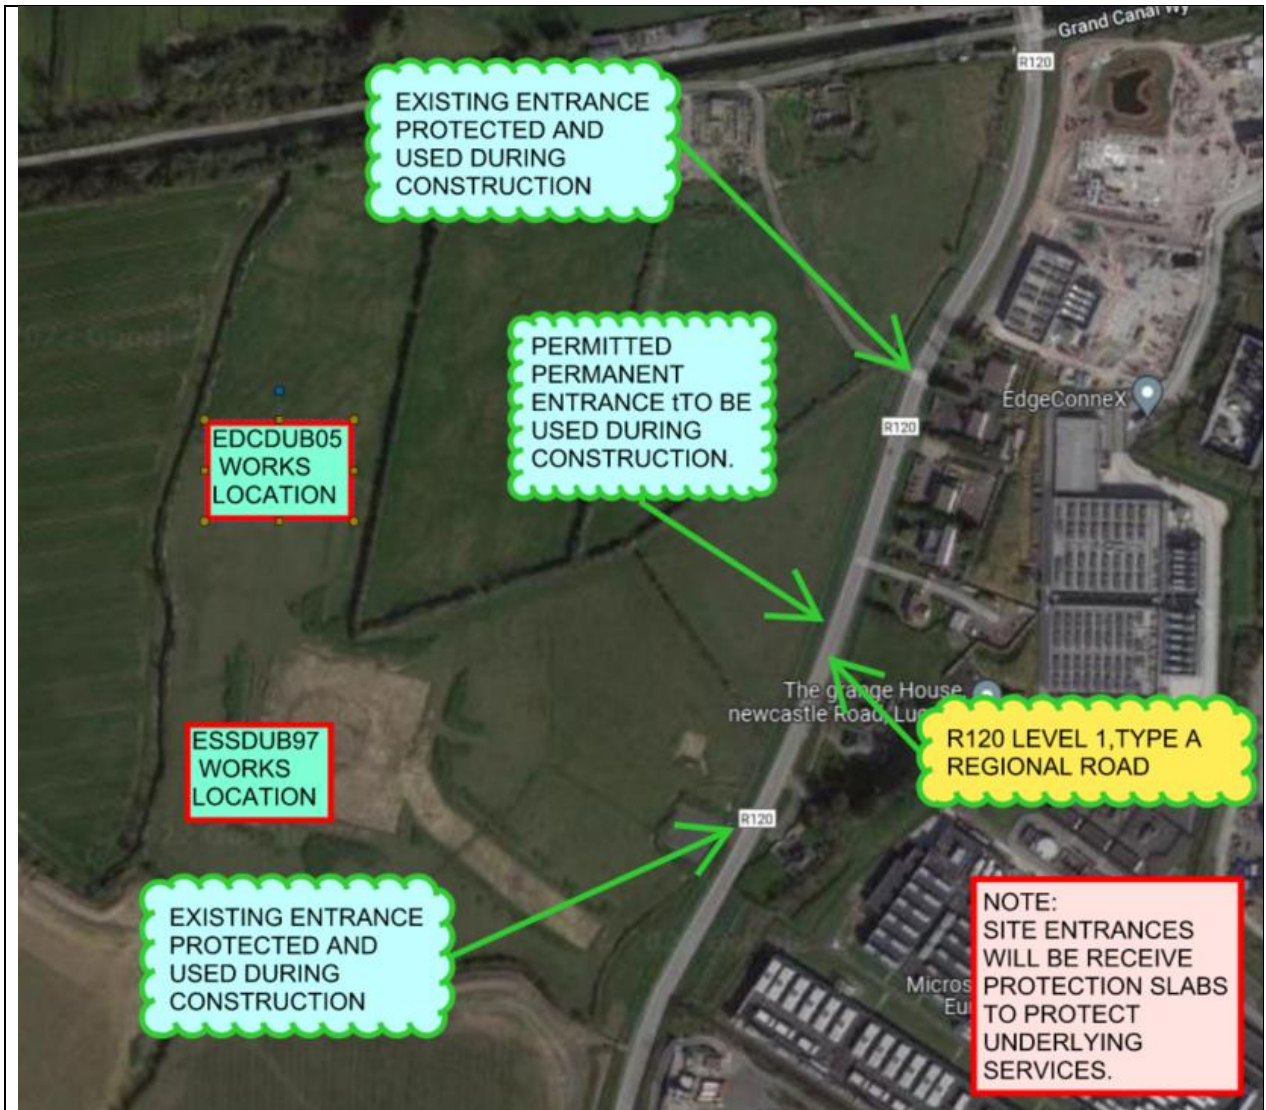 Grand Canal Wy
R120
EXISTING ENTRANCE
PROTECTED AND
USED DURING
CONSTRUCTION
PERMITTED
PERMANENT
ENTRANCE tTO BE
USED DURING
CONSTRUCTION.
EdgeConneX
R120
EDCDUB05
WORKS
LOCATION
The grange House,
newcastle Road, Lu
ESSDUB97
WORKS
LOCATION
R120 LEVEL 1,TYPE A
REGIONAL ROAD
R120
EXISTING ENTRANCE
PROTECTED AND
USED DURING
CONSTRUCTION
NOTE:
SITE ENTRANCES
WILL BE RECEIVE
PROTECTION SLABS
TO PROTECT
UNDERLYING
SERVICES.
Micros
Eu